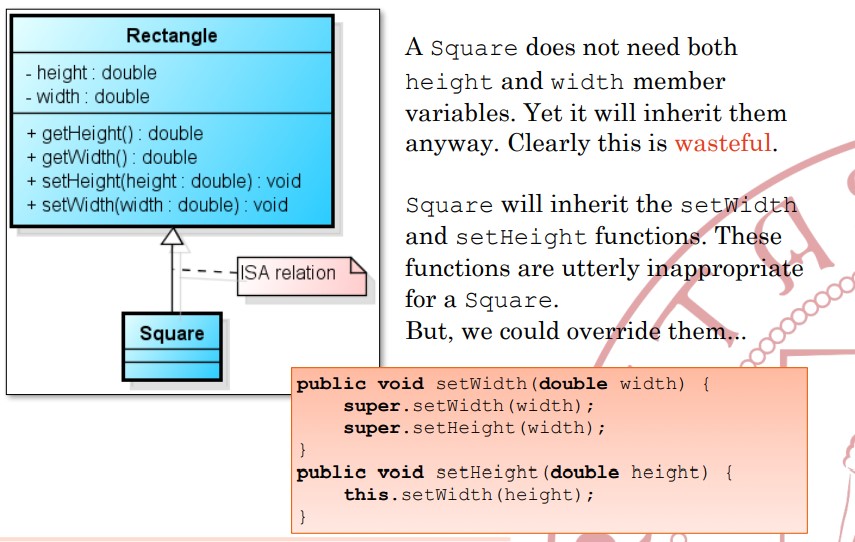 Rectangle
- height : double
- width : double
+ getHeight() : double
+ getWidth() : double
+ setHeight(height : double) : void
+ setWidth(width : double) : void
ISA relation
Square
A Square does not need both
height and width member
variables. Yet it will inherit them
anyway. Clearly this is wasteful.
Square will inherit the setWidth
and setHeight functions. These
functions are utterly inappropriate
for a Square.
But, we could override them...
public void setWidth(double width) {
    super.setWidth(width);
    super.setHeight(width);
}
public void setHeight(double height) {
    this.setWidth(height);
}